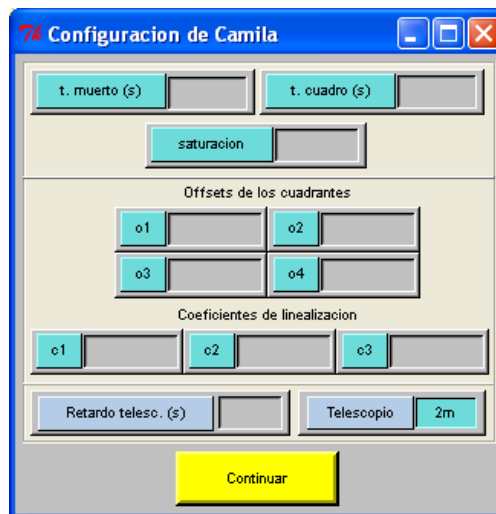 Configuracion de Camila
t. muerto (s) t. cuadro (s)
saturacion
Offsets de los cuadrantes
o1 o2
o3 o4
Coeficientes de linealizacion
c1 c2 c3
Retardo telesc. (s) Telescopio 2m
Continuar